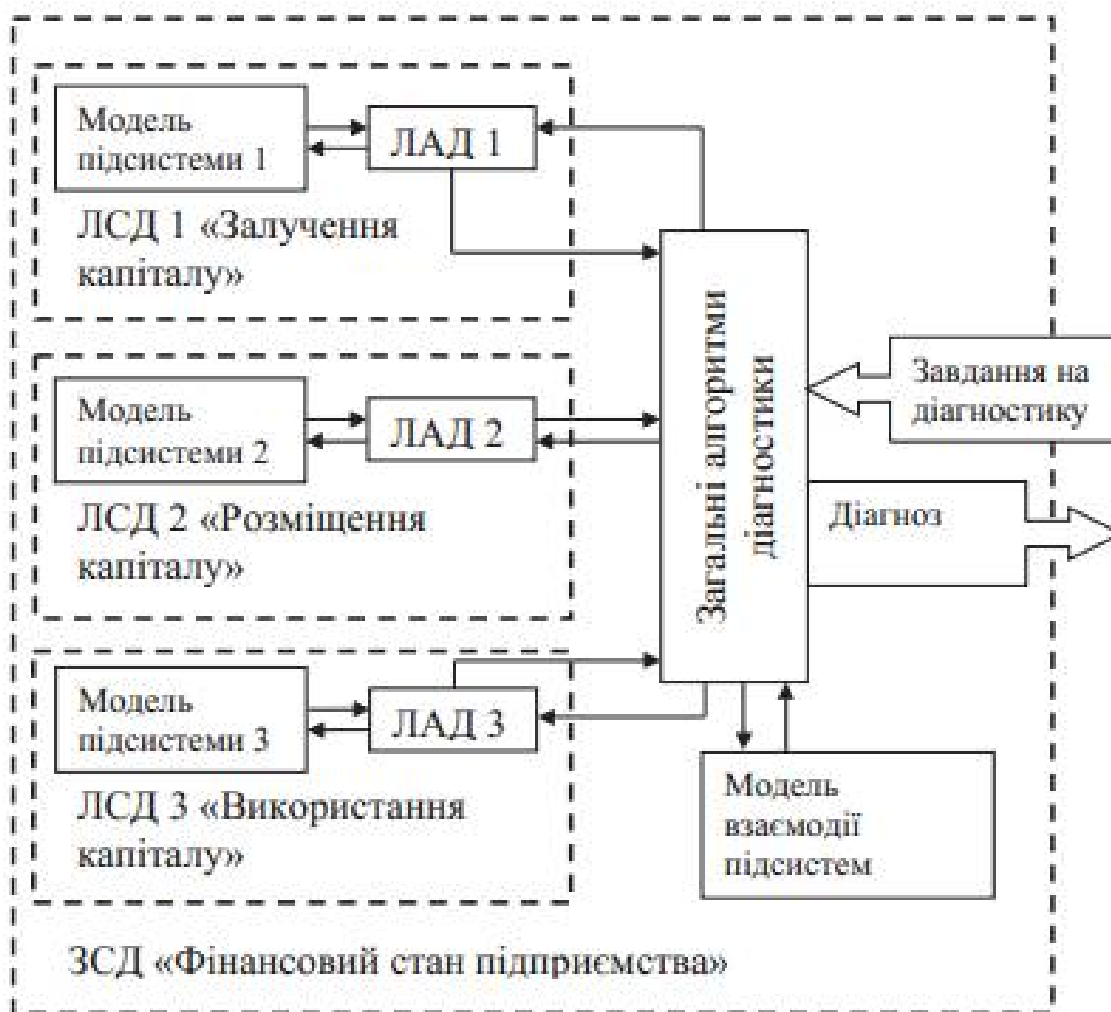 Модель
підсистеми 1
ЛАД 1
ЛСД 1 «Залучення
капіталу»
Модель
підсистеми 2
ЛАД 2
ЛСД 2 «Розміщення
капіталу»
Модель
підсистеми 3
ЛАД 3
ЛСД 3 «Використання
капіталу»
Загальні алгоритми
діагностики
Завдання на
діагностику
Діагноз
Модель
взаємодії
підсистем
ЗСД «Фінансовий стан підприємства»